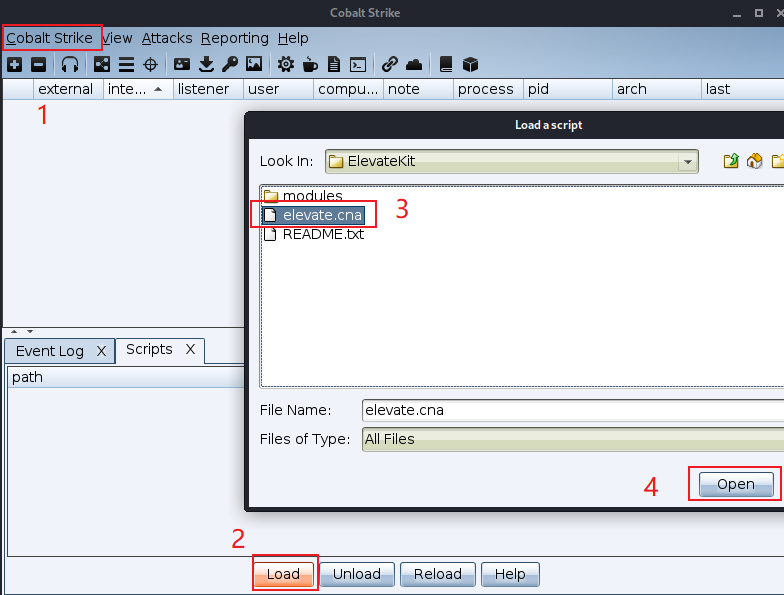 Cobalt Strike
Cobalt Strike View Attacks Reporting Help
external inte... listener user compu... note process pid arch last
1
Load a script
Look In: ElevateKit
modules
elevate.cna
3
README.txt
Event Log X Scripts X
path
File Name: elevate.cna
Files of Type: All Files
4
Open
2
Load Unload Reload Help